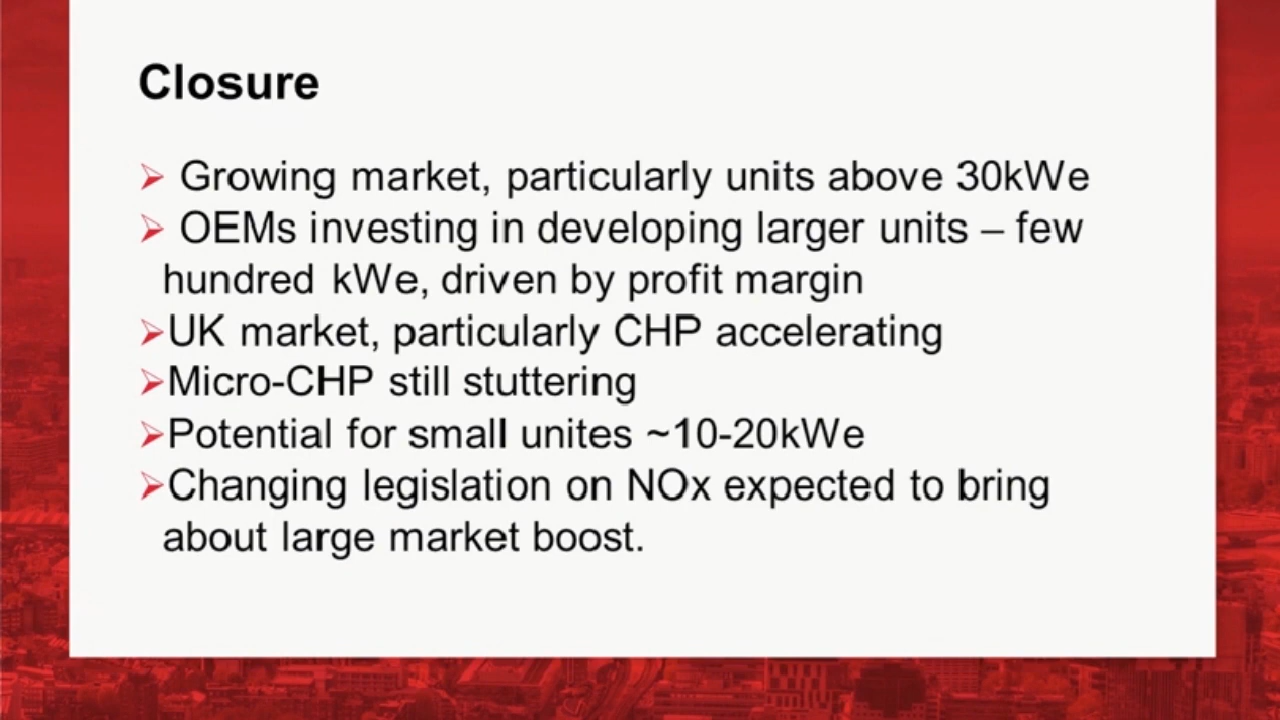 Closure
➢ Growing market, particularly units above 30kWe
➢ OEMs investing in developing larger units – few
hundred kWe, driven by profit margin
➢UK market, particularly CHP accelerating
➢Micro-CHP still stuttering
➢Potential for small unites ~10-20kWe
➢Changing legislation on NOx expected to bring
about large market boost.